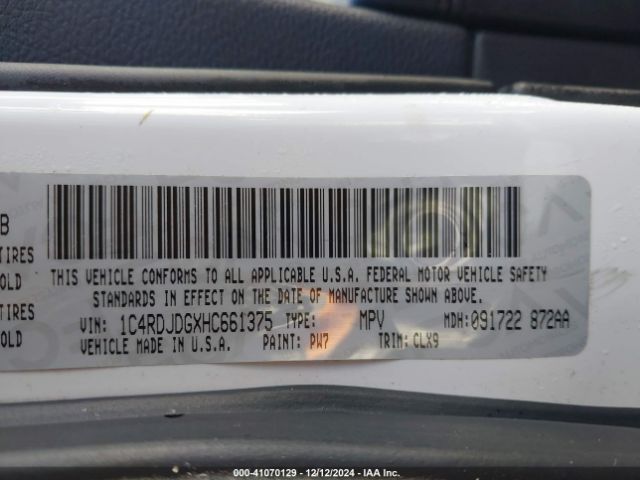 B
TIRES
OLD
TIRES
OLD
THIS VEHICLE CONFORMS TO ALL APPLICABLE U.S.A. FEDERAL MOTOR VEHICLE SAFETY
STANDARDS IN EFFECT ON THE DATE OF MANUFACTURE SHOWN ABOVE.
VIN: 1C4RDJDGXHC661375 TYPE: MPV MDH:091722 872AA
VEHICLE MADE IN U.S.A. PAINT: PW7 TRIM: CLX9
000-41070129 - 12/12/2024 - IAA Inc.